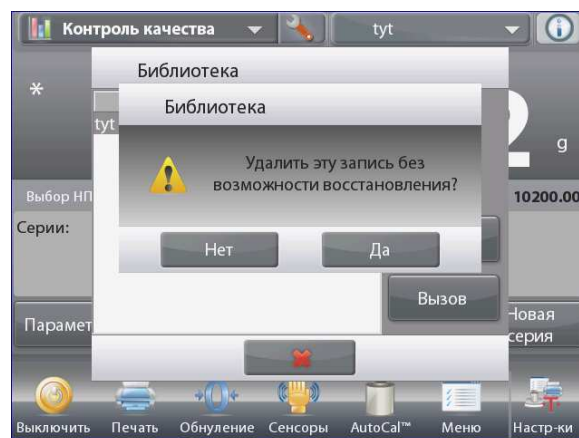 Контроль качества tyt
Библиотека
*
Библиотека
tyt
2 g
Удалить эту запись без
возможности восстановления?
Выбор НП 10200.00
Серии:
Нет Да
Вызов
Парамет
Новая
серия
Выключить Печать Обнуление Сенсоры AutoCal™ Меню Настр-ки